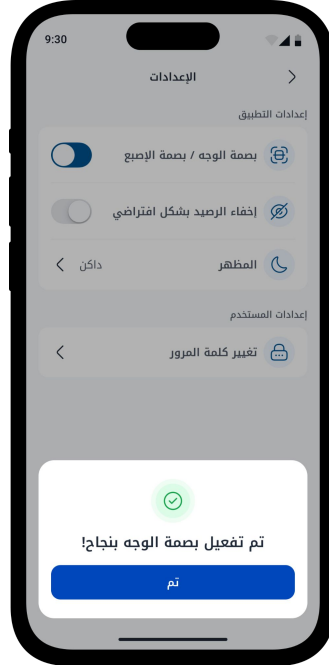 9:30
الإعدادات
إعدادات التطبيق
بصمة الوجه / بصمة الإصبع
إخفاء الرصيد بشكل افتراضي
المظهر داكن
إعدادات المستخدم
تغيير كلمة المرور
تم تفعيل بصمة الوجه بنجاح!
تم